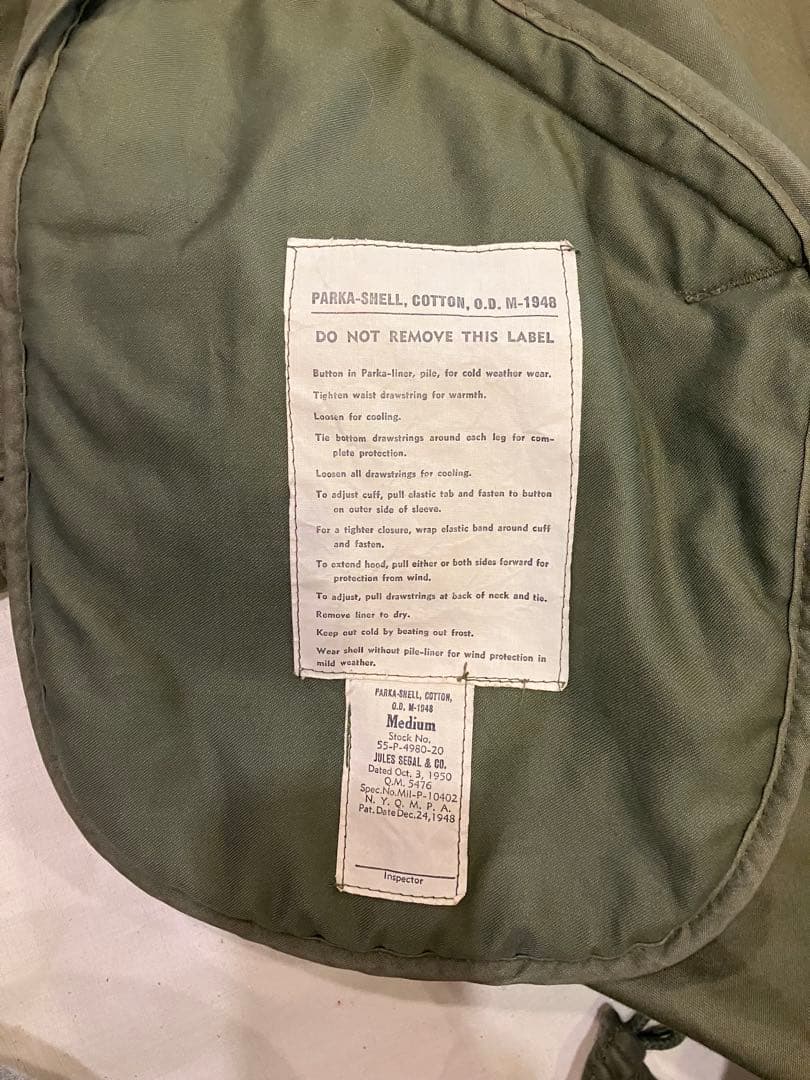 PARKA-SHELL, COTTON, O.D. M-1948
DO NOT REMOVE THIS LABEL
Button in Parka-liner, pile, for cold weather wear.
Tighten waist drawstring for warmth.
Loosen for cooling.
Tie bottom drawstrings around each leg for com-
plete protection.
Loosen all drawstrings for cooling.
To adjust cuff, pull elastic tab and fasten to button
on outer side of sleeve.
For a tighter closure, wrap elastic band around cuff
and fasten.
To extend hood, pull either or both sides forward for
protection from wind.
To adjust, pull drawstrings at back of neck and tie.
Remove liner to dry.
Keep out cold by beating out frost.
Wear shell without pile-liner for wind protection in
mild weather.
PARKA-SHELL, COTTON,
O.D. M-1948
Medium
Stock No.
55-P-4980-20
JULES SEGAL & CO.
Dated Oct. 3, 1950
Q.M. 5476
Spec.No.Mil-P-10402
N. Y. Q. M. P. A.
Pat. Date Dec.24,1948
Inspector